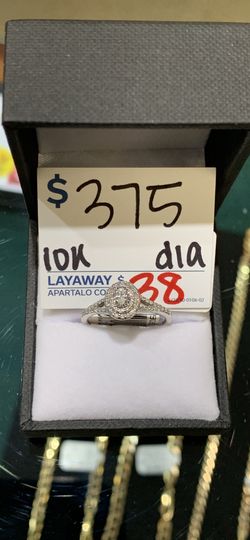 $ 375
10K dia
LAYAWAY $ 38
APARTALO CO